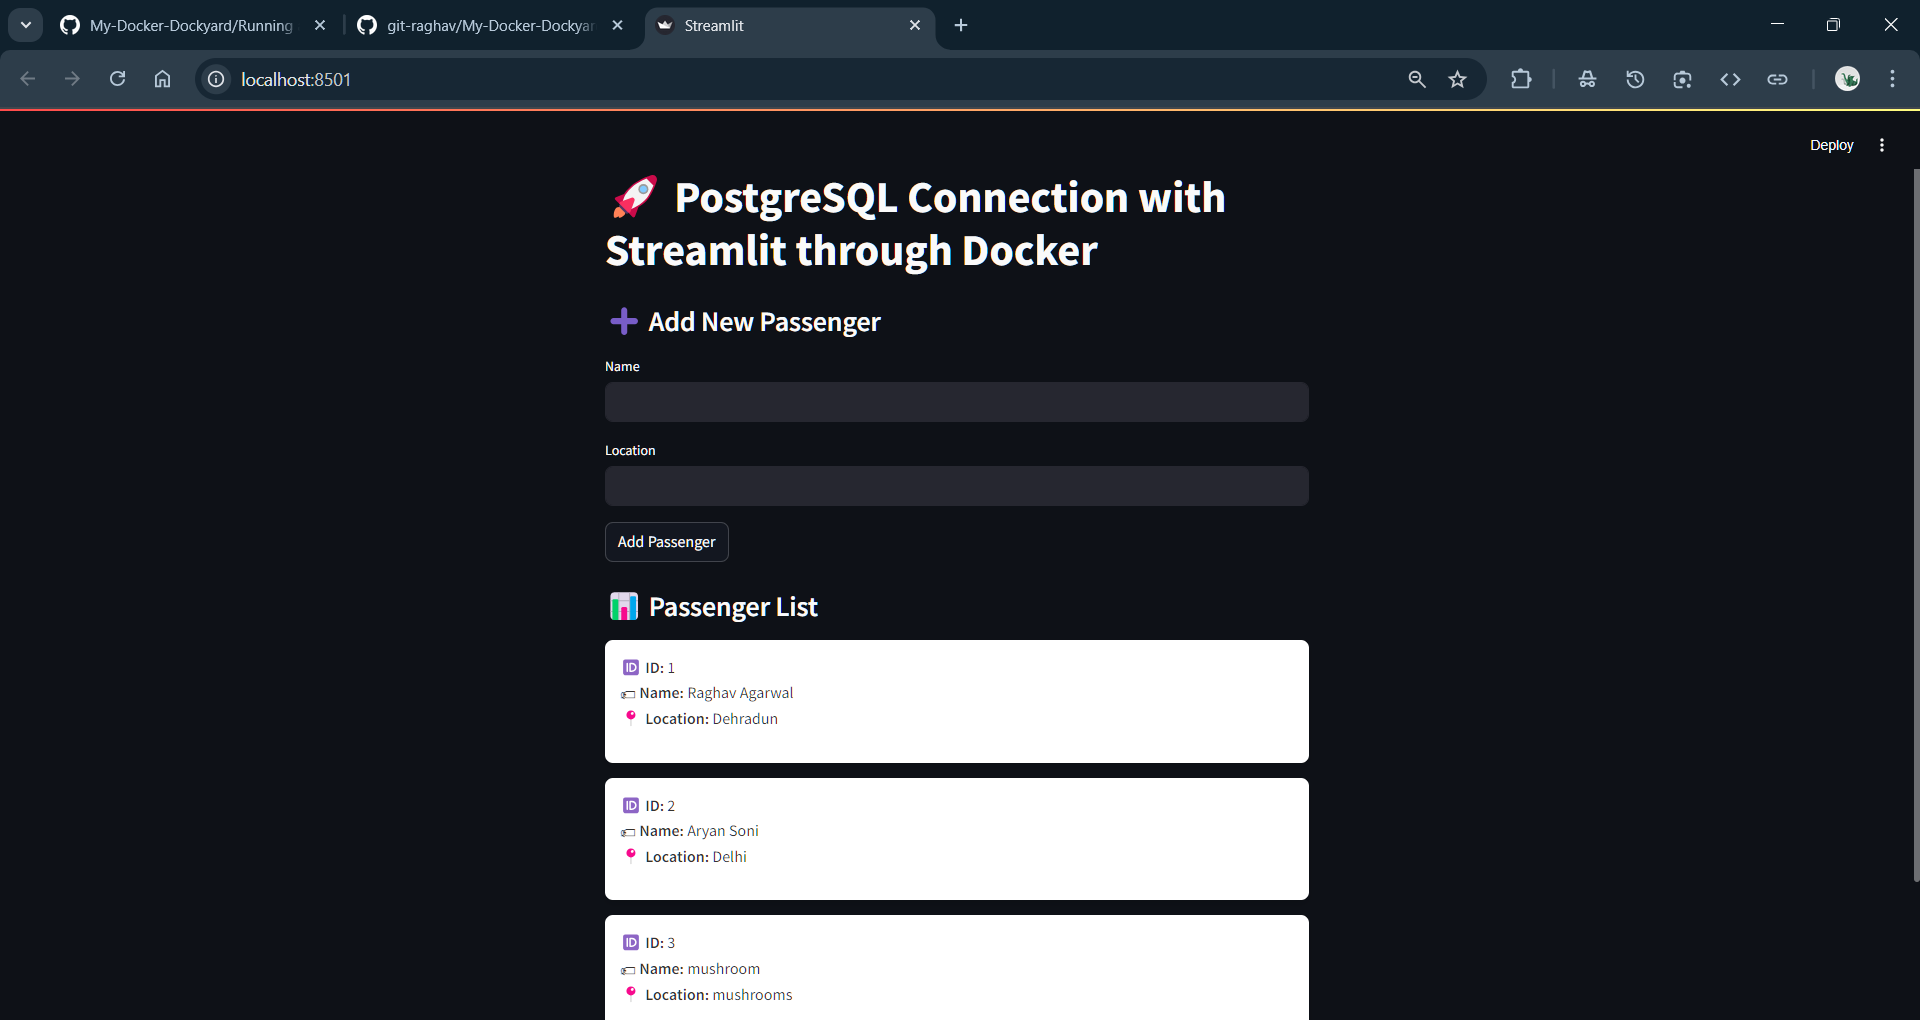 My-Docker-Dockyard/Running
git-raghav/My-Docker-Dockyar
Streamlit
localhost:8501
Deploy
🚀 PostgreSQL Connection with
Streamlit through Docker
➕ Add New Passenger
Name
Location
Add Passenger
📊 Passenger List
🆔 ID: 1
🏷 Name: Raghav Agarwal
📍 Location: Dehradun
🆔 ID: 2
🏷 Name: Aryan Soni
📍 Location: Delhi
🆔 ID: 3
🏷 Name: mushroom
📍 Location: mushrooms